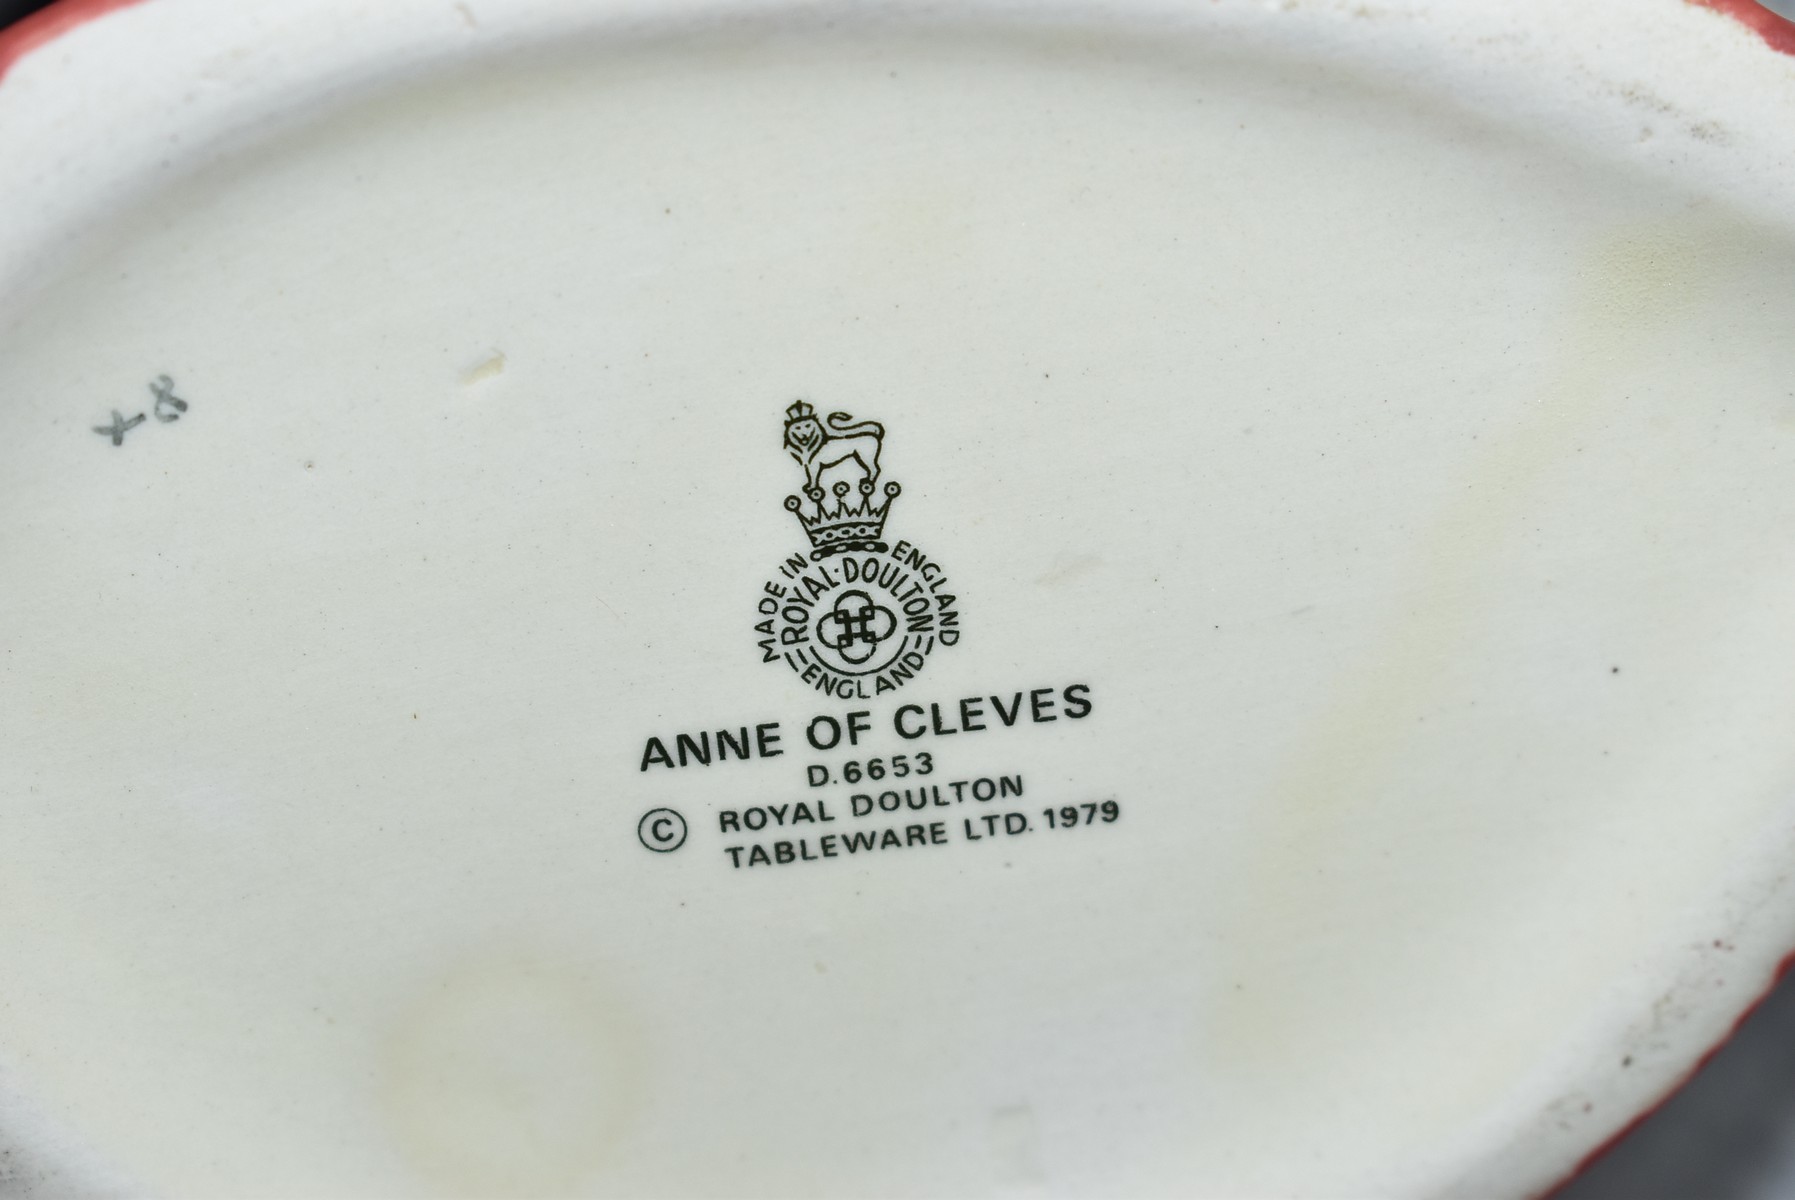 MADE IN ENGLAND
ROYAL·DOULTON
ENGLAND
ANNE OF CLEVES
D.6653
© ROYAL DOULTON
TABLEWARE LTD. 1979